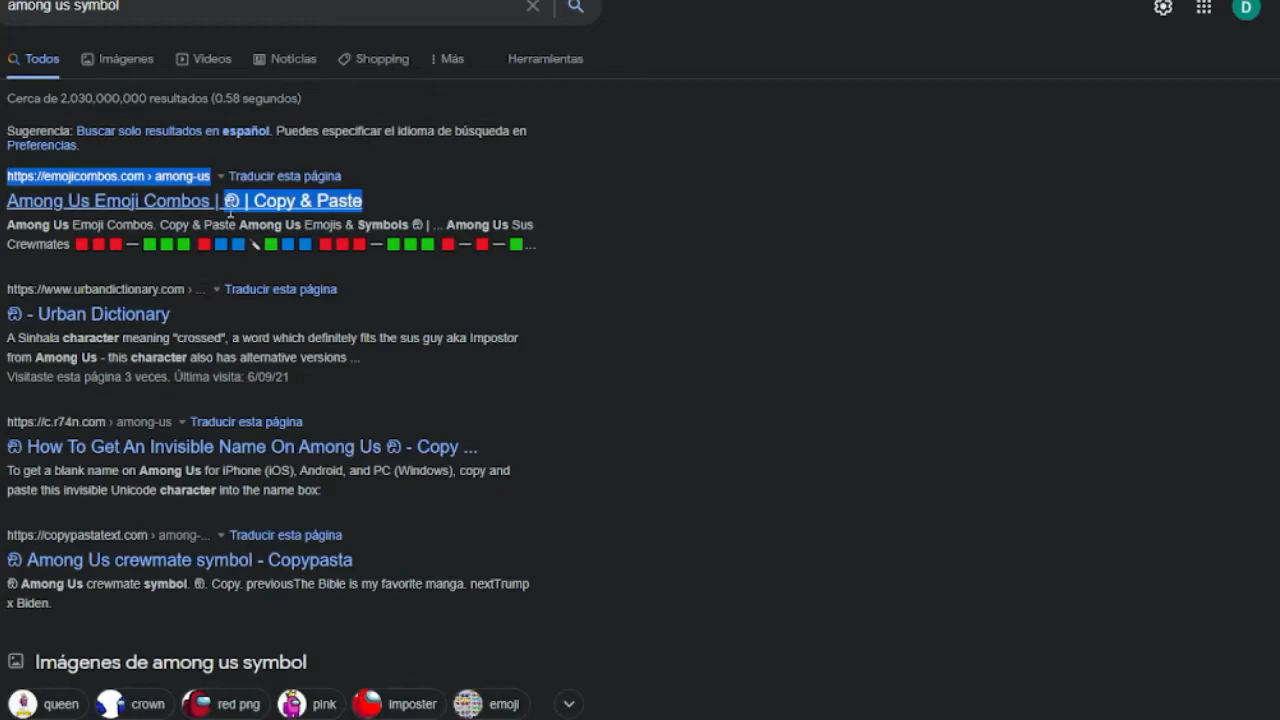 among us symbol
D
Todos Imágenes Videos Noticias Shopping Más Herramientas
Cerca de 2,030,000,000 resultados (0.58 segundos)
Sugerencia: Buscar solo resultados en español. Puedes especificar el idioma de búsqueda en
Preferencias.
https://emojicombos.com › among-us Traducir esta página
Among Us Emoji Combos | ඞ | Copy & Paste
Among Us Emoji Combos. Copy & Paste Among Us Emojis & Symbols ඞ | ... Among Us Sus
Crewmates 🟥🟥🟥➖🟩🟩🟩 🟥🟦🟦🔪🟩🟦🟦 🟥🟥🟥➖🟩🟩🟩 🟥➖🟥➖🟩...
https://www.urbandictionary.com › ... Traducir esta página
ඞ - Urban Dictionary
A Sinhala character meaning "crossed", a word which definitely fits the sus guy aka Impostor
from Among Us - this character also has alternative versions ...
Visitaste esta página 3 veces. Última visita: 6/09/21
https://c.r74n.com › among-us Traducir esta página
ඞ How To Get An Invisible Name On Among Us ඞ - Copy ...
To get a blank name on Among Us for iPhone (iOS), Android, and PC (Windows), copy and
paste this invisible Unicode character into the name box:
https://copypastatext.com › among-... Traducir esta página
ඞ Among Us crewmate symbol - Copypasta
ඞ Among Us crewmate symbol. ඞ. Copy. previousThe Bible is my favorite manga. nextTrump
x Biden.
Imágenes de among us symbol
queen crown red png pink imposter emoji